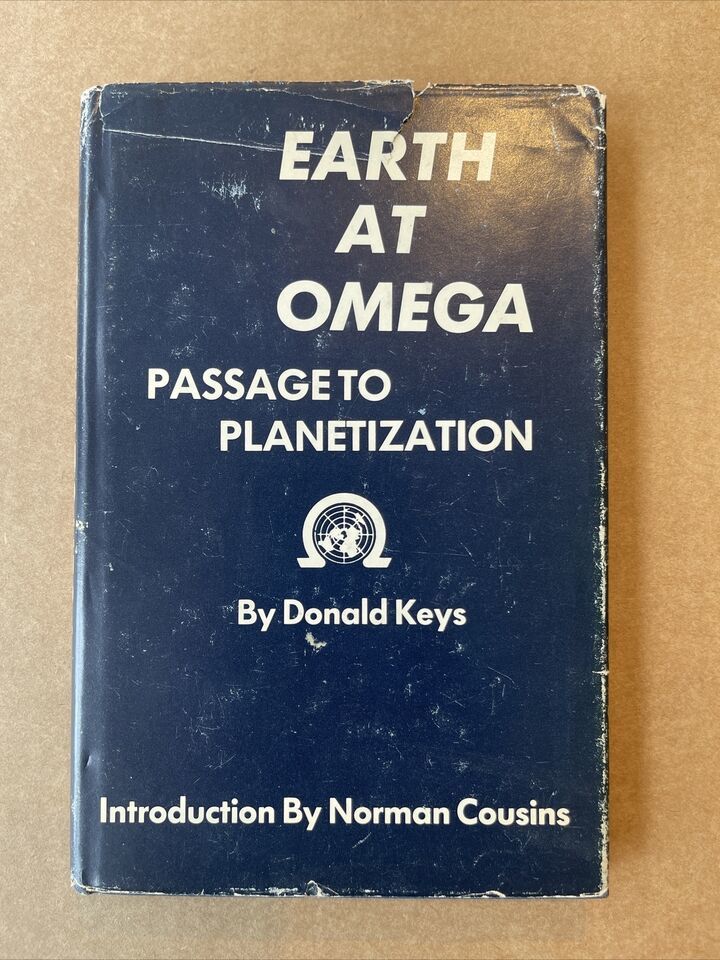 EARTH
AT
OMEGA
PASSAGE TO
PLANETIZATION
By Donald Keys
Introduction By Norman Cousins